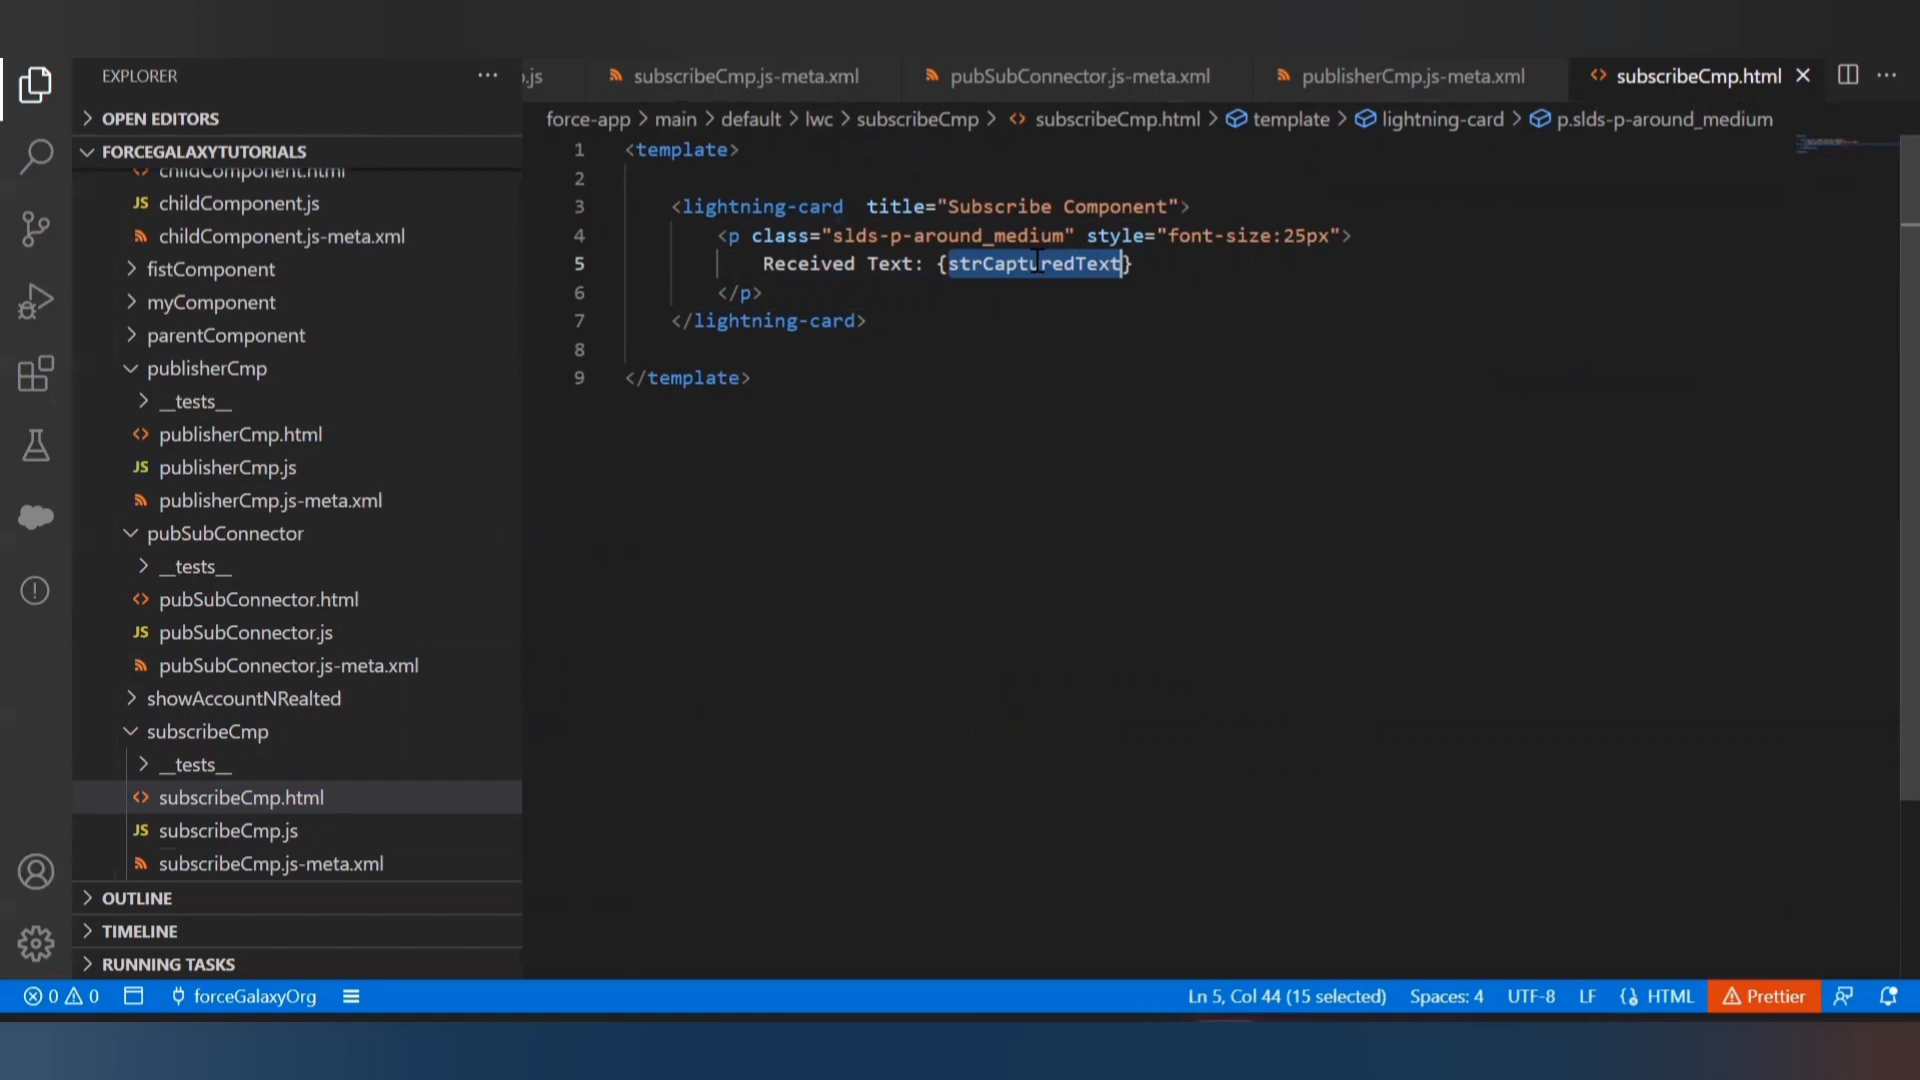 EXPLORER
OPEN EDITORS
FORCEGALAXYTUTORIALS
childComponent.html
childComponent.js
childComponent.js-meta.xml
fistComponent
myComponent
parentComponent
publisherCmp
__tests__
publisherCmp.html
publisherCmp.js
publisherCmp.js-meta.xml
pubSubConnector
__tests__
pubSubConnector.html
pubSubConnector.js
pubSubConnector.js-meta.xml
showAccountNRealted
subscribeCmp
__tests__
subscribeCmp.html
subscribeCmp.js
subscribeCmp.js-meta.xml
OUTLINE
TIMELINE
RUNNING TASKS
.js subscribeCmp.js-meta.xml pubSubConnector.js-meta.xml publisherCmp.js-meta.xml subscribeCmp.html
force-app > main > default > lwc > subscribeCmp > subscribeCmp.html > template > lightning-card > p.slds-p-around_medium
1 <template>
2
3 <lightning-card  title="Subscribe Component">
4 <p class="slds-p-around_medium" style="font-size:25px">
5 Received Text: {strCapturedText}
6 </p>
7 </lightning-card>
8
9 </template>
0 0 forceGalaxyOrg Ln 5, Col 44 (15 selected) Spaces: 4 UTF-8 LF HTML Prettier